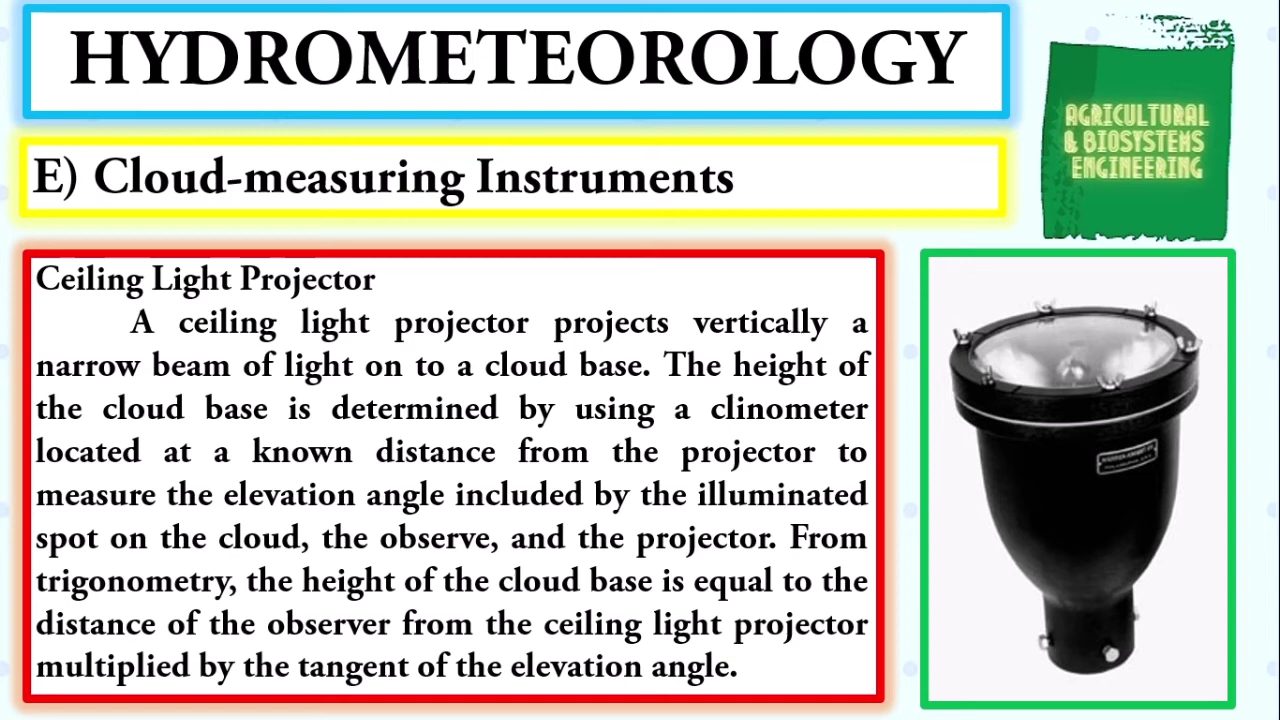 HYDROMETEOROLOGY
AGRICULTURAL
& BIOSYSTEMS
ENGINEERING
E) Cloud-measuring Instruments
Ceiling Light Projector
A ceiling light projector projects vertically a
narrow beam of light on to a cloud base. The height of
the cloud base is determined by using a clinometer
located at a known distance from the projector to
measure the elevation angle included by the illuminated
spot on the cloud, the observe, and the projector. From
trigonometry, the height of the cloud base is equal to the
distance of the observer from the ceiling light projector
multiplied by the tangent of the elevation angle.